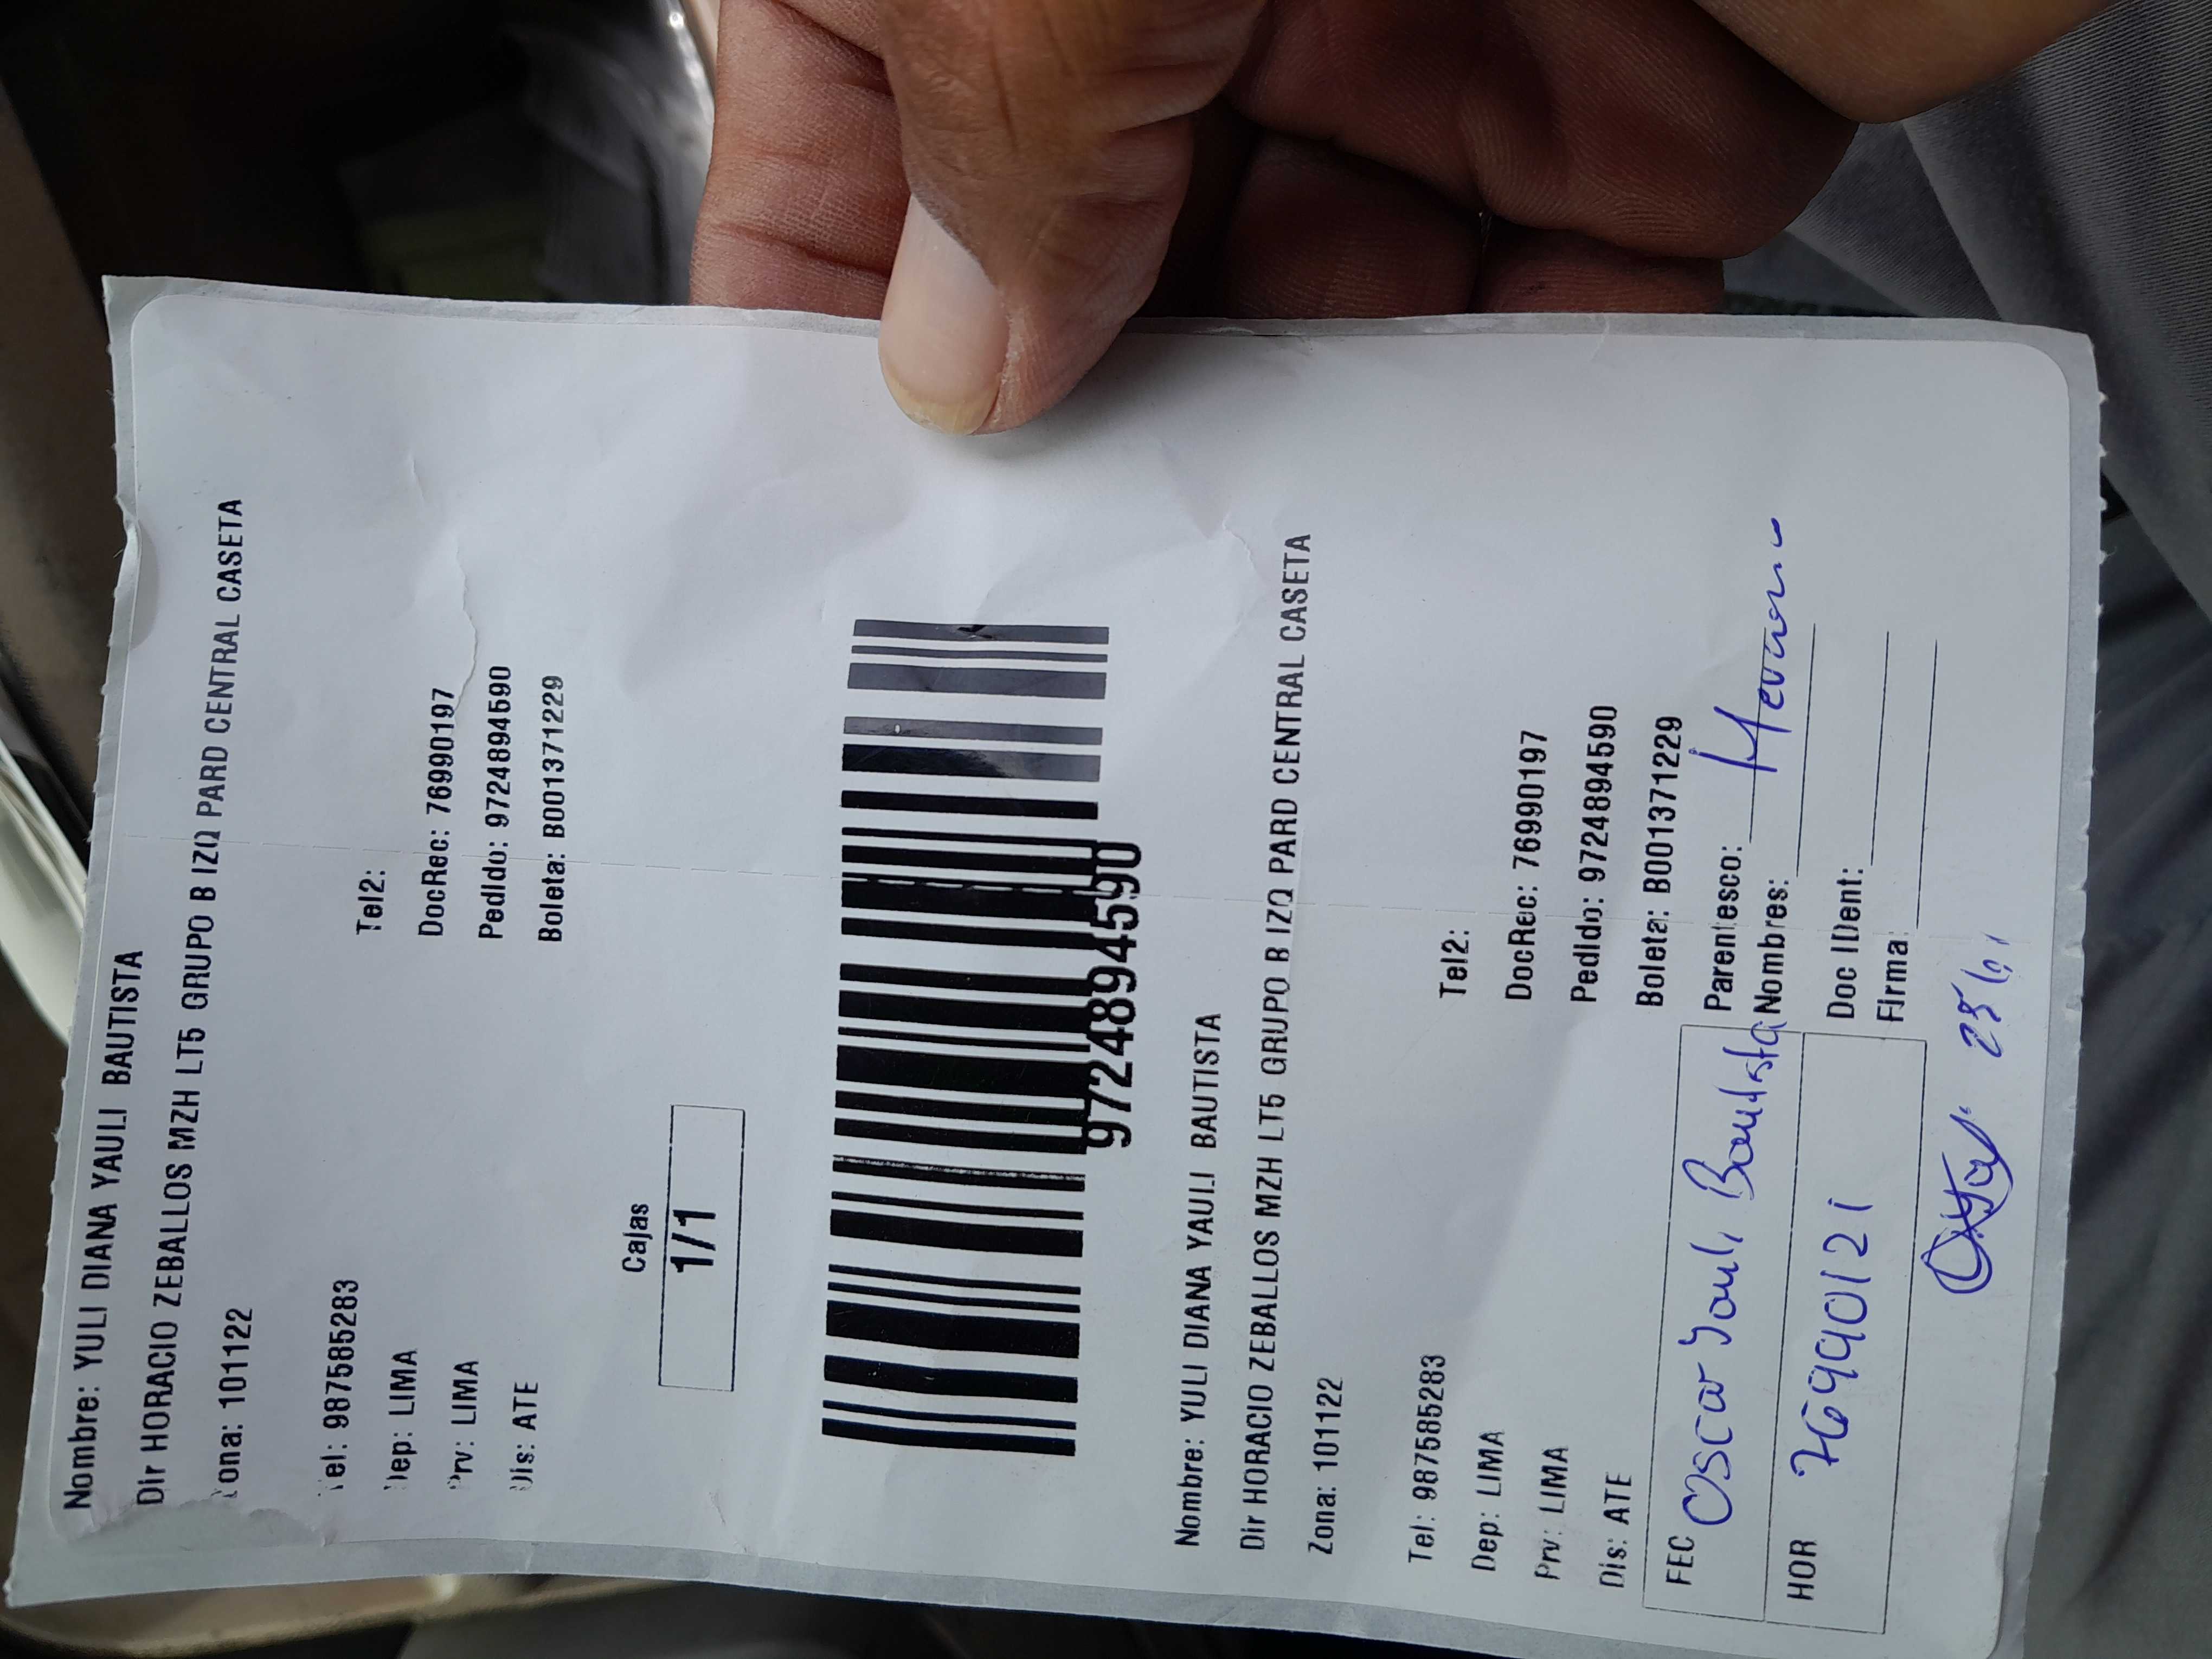 Nombre: YULI DIANA YAULI BAUTISTA
Dir HORACIO ZEBALLOS MZH LT5 GRUPO B IZQ PARD CENTRAL CASETA
Zona: 101122
Tel: 987585283 Tel2:
Dep: LIMA DocRec: 76990197
Prv: LIMA Pedido: 9724894590
Dis: ATE Boleta: B001371229
Cajas
1/1
9724894590
Nombre: YULI DIANA YAULI BAUTISTA
Dir HORACIO ZEBALLOS MZH LT5 GRUPO B IZQ PARD CENTRAL CASETA
Zona: 101122
Tel: 987585283 Tel2:
Dep: LIMA DocRec: 76990197
Prv: LIMA Pedido: 9724894590
Dis: ATE Boleta: B001371229
FEC Oscar Yauli Bautista Parentesco: Hermano
Nombres:
HOR 76990121 Doc IDent:
Firma: